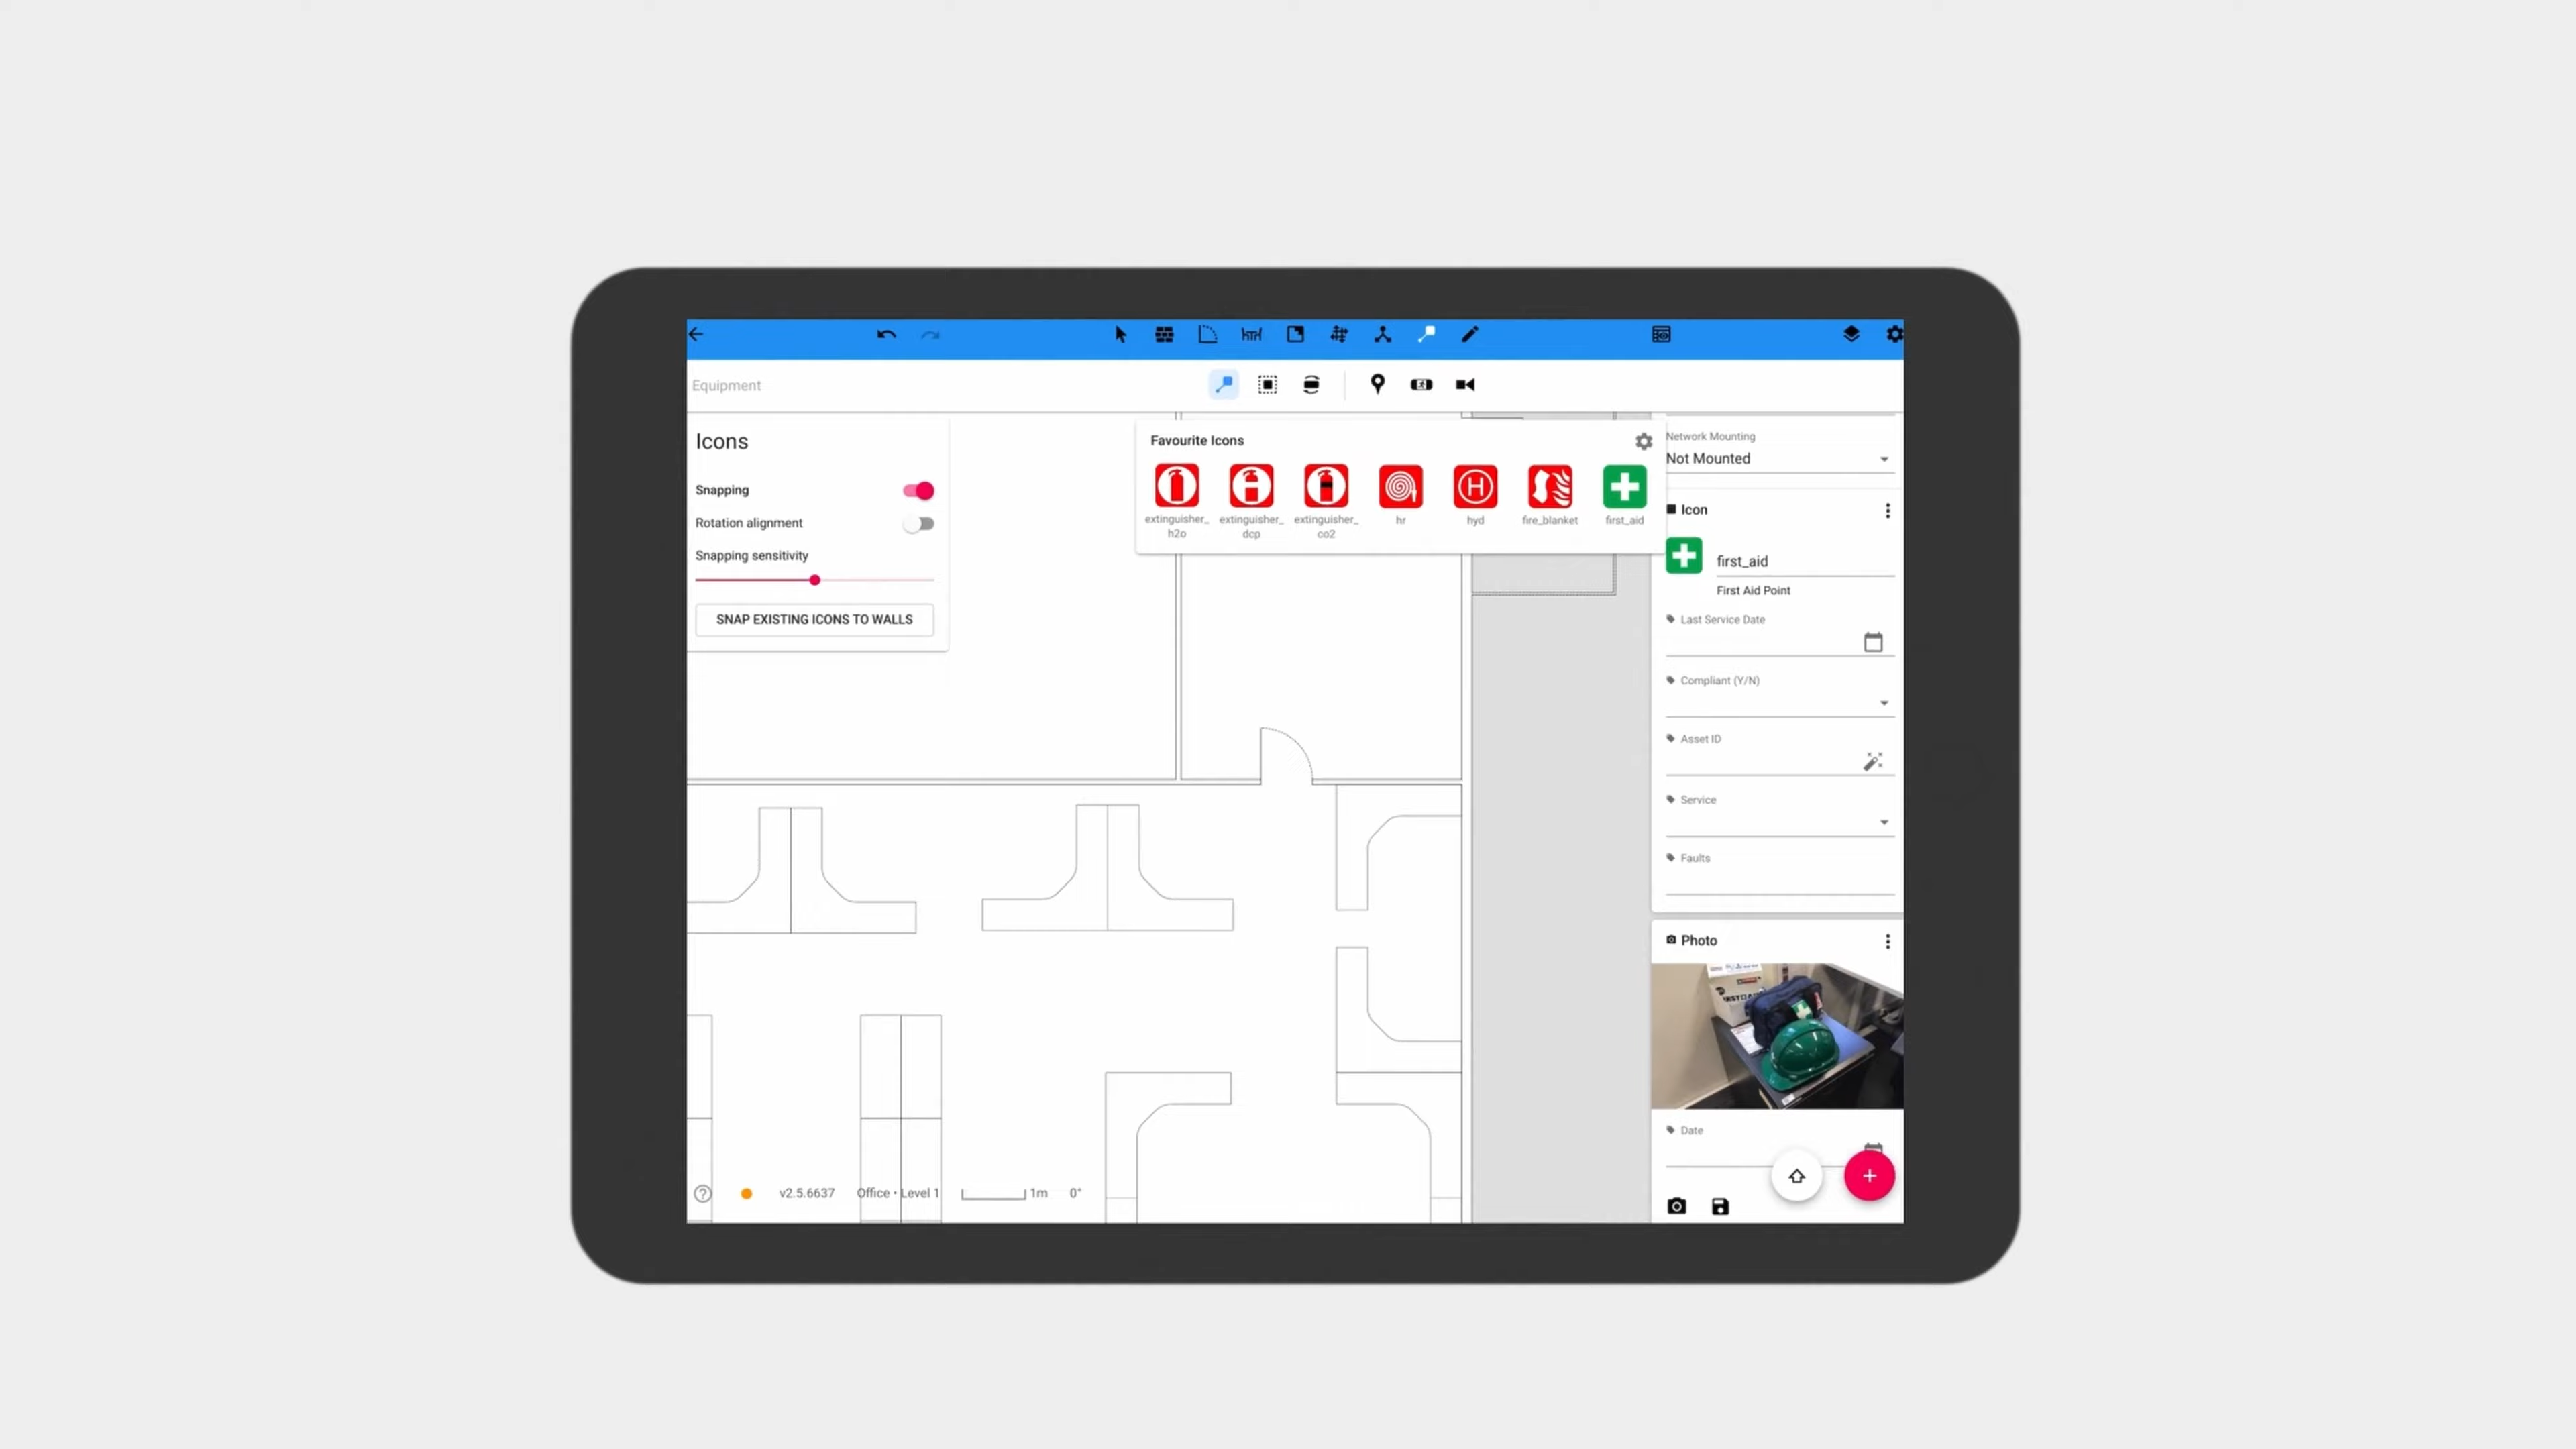 Equipment
Icons
Snapping
Rotation alignment
Snapping sensitivity
SNAP EXISTING ICONS TO WALLS
Favourite Icons
extinguisher_
h2o
extinguisher_
dcp
extinguisher_
co2
hr
hyd
fire_blanket
first_aid
Network Mounting
Not Mounted
Icon
first_aid
First Aid Point
Last Service Date
Compliant (Y/N)
Asset ID
Service
Faults
Photo
Date
v2.5.6637
Office • Level 1
1m
0°